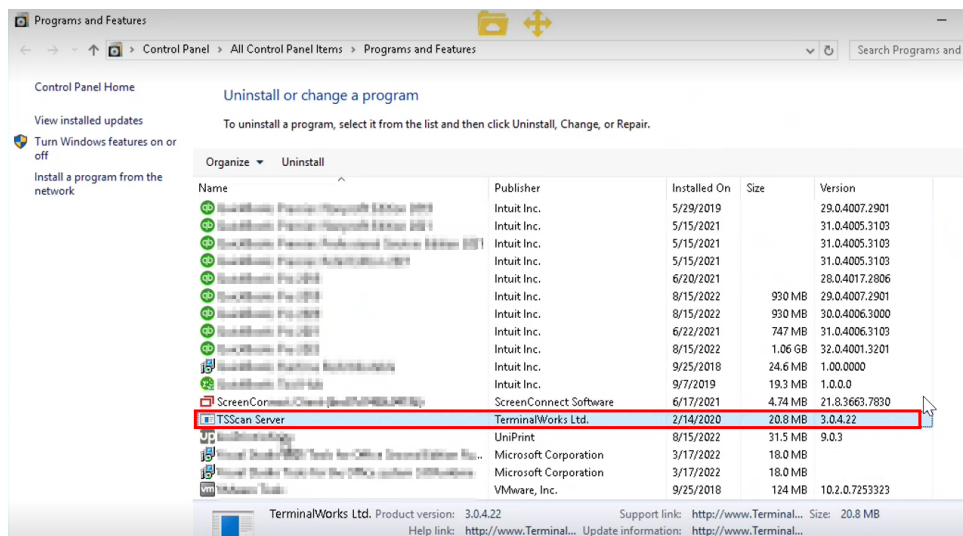 Programs and Features
Control Panel > All Control Panel Items > Programs and Features
Search Programs and
Control Panel Home
View installed updates
Turn Windows features on or
off
Install a program from the
network
Uninstall or change a program
To uninstall a program, select it from the list and then click Uninstall, Change, or Repair.
Organize Uninstall
Name Publisher Installed On Size Version
Intuit Inc. 5/29/2019 29.0.4007.2901
Intuit Inc. 5/15/2021 31.0.4005.3103
Intuit Inc. 5/15/2021 31.0.4005.3103
Intuit Inc. 5/15/2021 31.0.4005.3103
Intuit Inc. 6/20/2021 28.0.4017.2806
Intuit Inc. 8/15/2022 930 MB 29.0.4007.2901
Intuit Inc. 8/15/2022 930 MB 30.0.4006.3000
Intuit Inc. 6/22/2021 747 MB 31.0.4006.3103
Intuit Inc. 8/15/2022 1.06 GB 32.0.4001.3201
Intuit Inc. 9/25/2018 24.6 MB 1.00.0000
Intuit Inc. 9/7/2019 19.3 MB 1.0.0.0
ScreenConnect ScreenConnect Software 6/17/2021 4.74 MB 21.8.3663.7830
TSScan Server TerminalWorks Ltd. 2/14/2020 20.8 MB 3.0.4.22
UniPrint 8/15/2022 31.5 MB 9.0.3
Microsoft Corporation 3/17/2022 18.0 MB
Microsoft Corporation 3/17/2022 18.0 MB
vm VMware, Inc. 9/25/2018 124 MB 10.2.0.7253323
TerminalWorks Ltd. Product version: 3.0.4.22 Support link: http://www.Terminal... Size: 20.8 MB
Help link: http://www.Terminal... Update information: http://www.Terminal...